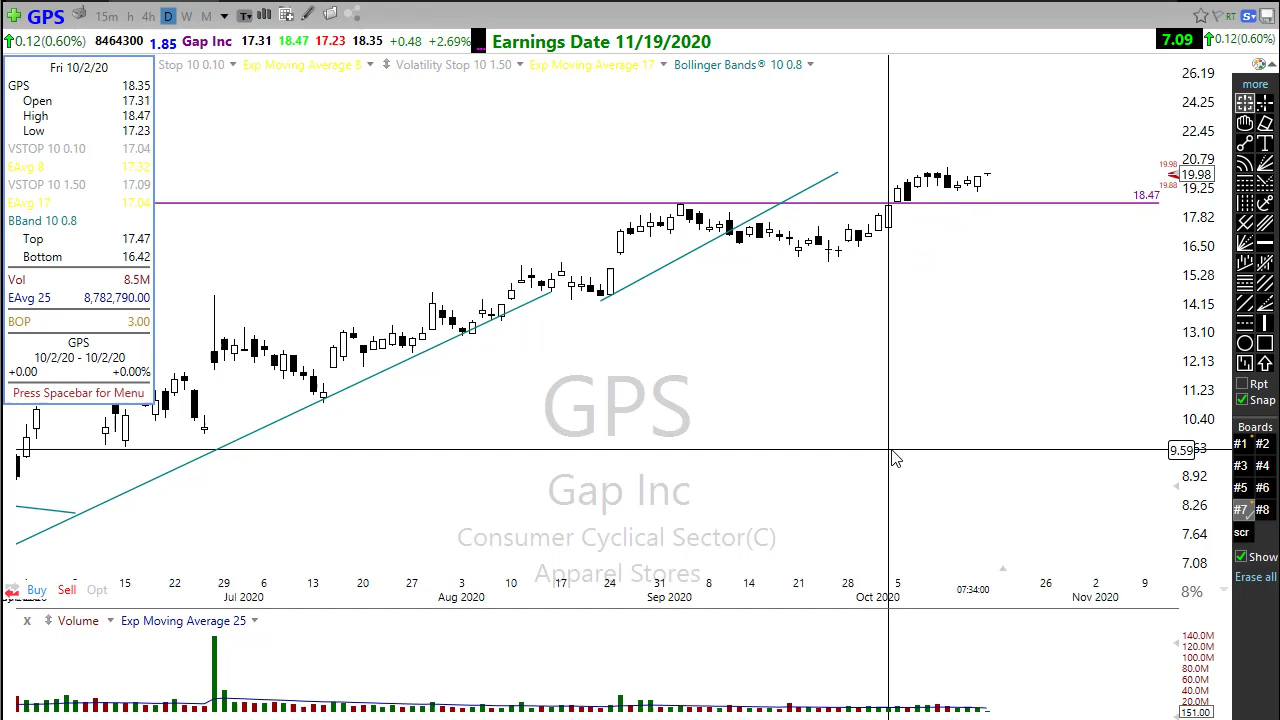 GPS 15m h 4h D W M T RT S
0.12(0.60%) 8464300 1.85 Gap Inc 17.31 18.47 17.23 18.35 +0.48 +2.69% Earnings Date 11/19/2020 7.09 0.12(0.60%)
Stop 10 0.10 Exp Moving Average 8 Volatility Stop 10 1.50 Exp Moving Average 17 Bollinger Bands® 10 0.8
Fri 10/2/20
GPS 18.35
Open 17.31
High 18.47
Low 17.23
VSTOP 10 0.10 17.04
EAvg 8 17.32
VSTOP 10 1.50 17.09
EAvg 17 17.04
BBand 10 0.8
Top 17.47
Bottom 16.42
Vol 8.5M
EAvg 25 8,782,790.00
BOP 3.00
GPS
10/2/20 - 10/2/20
+0.00 +0.00%
Press Spacebar for Menu
26.19
24.25
22.45
20.79
19.98
19.98
19.88
19.25
18.47
17.82
16.50
15.28
14.15
13.10
12.13
11.23
10.40
9.59
8.92
8.26
7.64
7.08
8%
GPS
Gap Inc
Consumer Cyclical Sector(C)
Apparel Stores
15 22 29 6 13 20 27 3 10 17 24 31 8 14 21 28 5 07:34:00 26 2 9
Jul 2020 Aug 2020 Sep 2020 Oct 2020 Nov 2020
Buy Sell Opt
X Volume Exp Moving Average 25
140.0M
120.0M
100.0M
80.0M
60.0M
40.0M
20.0M
151.00
more
T
Rpt
Snap
Boards
#1 #2
#3 #4
#5 #6
#7 #8
scr
Show
Erase all